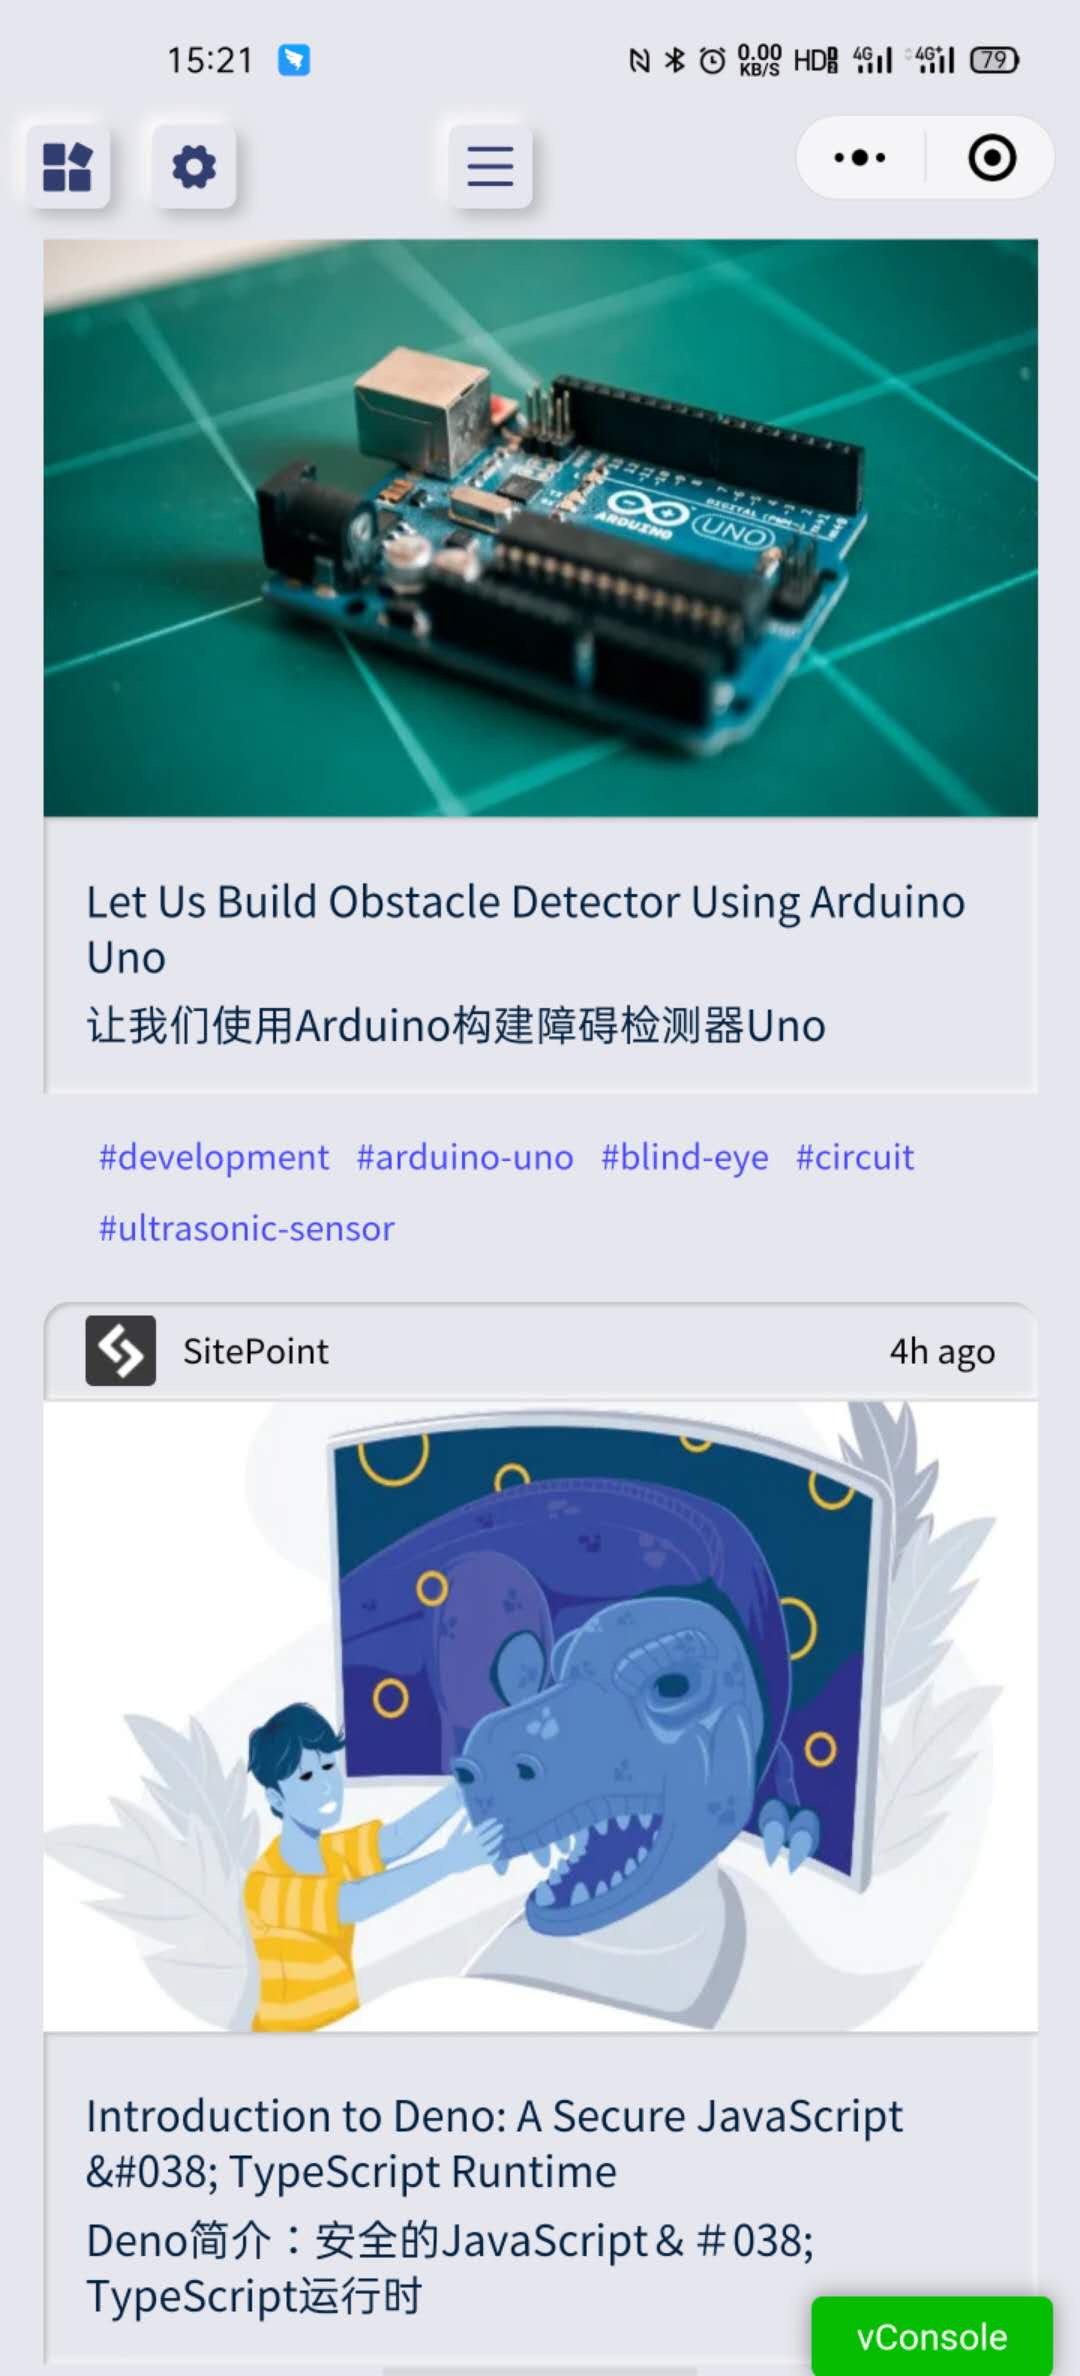 15:21
0.00 KB/S HD 4G 4G+ 79
ARDUINO UNO
DIGITAL (PWM~)
Let Us Build Obstacle Detector Using Arduino
Uno
让我们使用Arduino构建障碍检测器Uno
#development #arduino-uno #blind-eye #circuit
#ultrasonic-sensor
SitePoint 4h ago
Introduction to Deno: A Secure JavaScript
&#038; TypeScript Runtime
Deno简介：安全的JavaScript＆＃038;
TypeScript运行时
vConsole